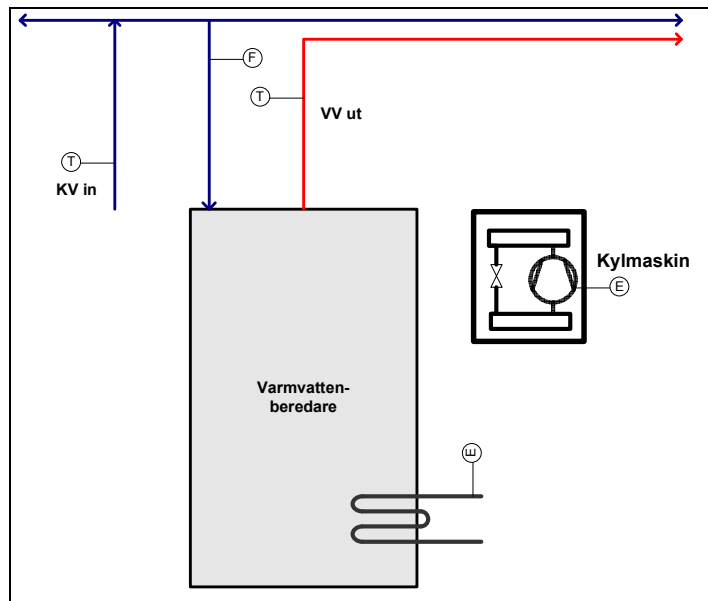 F
T
VV ut
T
KV in
Kylmaskin
E
Varmvatten-
beredare
E